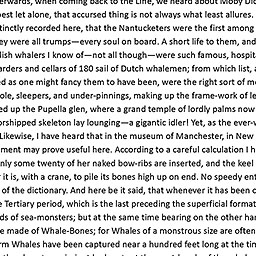 erwards, when coming back to the Line, we heard about Moby Dic
best let alone, that accursed thing is not always what least allures.
tinctly recorded here, that the Nantucketers were the first among
ey were all trumps—every soul on board. A short life to them, and
lish whalers I know of—not all though—were such famous, hospita
arders and cellars of 180 sail of Dutch whalemen; from which list, a
d as one might fancy them to have been, were the right sort of m
ole, sleepers, and under-pinnings, making up the frame-work of le
ed up the Pupella glen, where a grand temple of lordly palms now
orshipped skeleton lay lounging—a gigantic idler! Yet, as the ever-v
Likewise, I have heard that in the museum of Manchester, in New
ment may prove useful here. According to a careful calculation I h
nly some twenty of her naked bow-ribs are inserted, and the keel
r it is, with a crane, to pile its bones high up on end. No speedy ent
of the dictionary. And here be it said, that whenever it has been c
e Tertiary period, which is the last preceding the superficial format
ds of sea-monsters; but at the same time bearing on the other han
e made of Whale-Bones; for Whales of a monstrous size are often
rm Whales have been captured near a hundred feet long at the tim